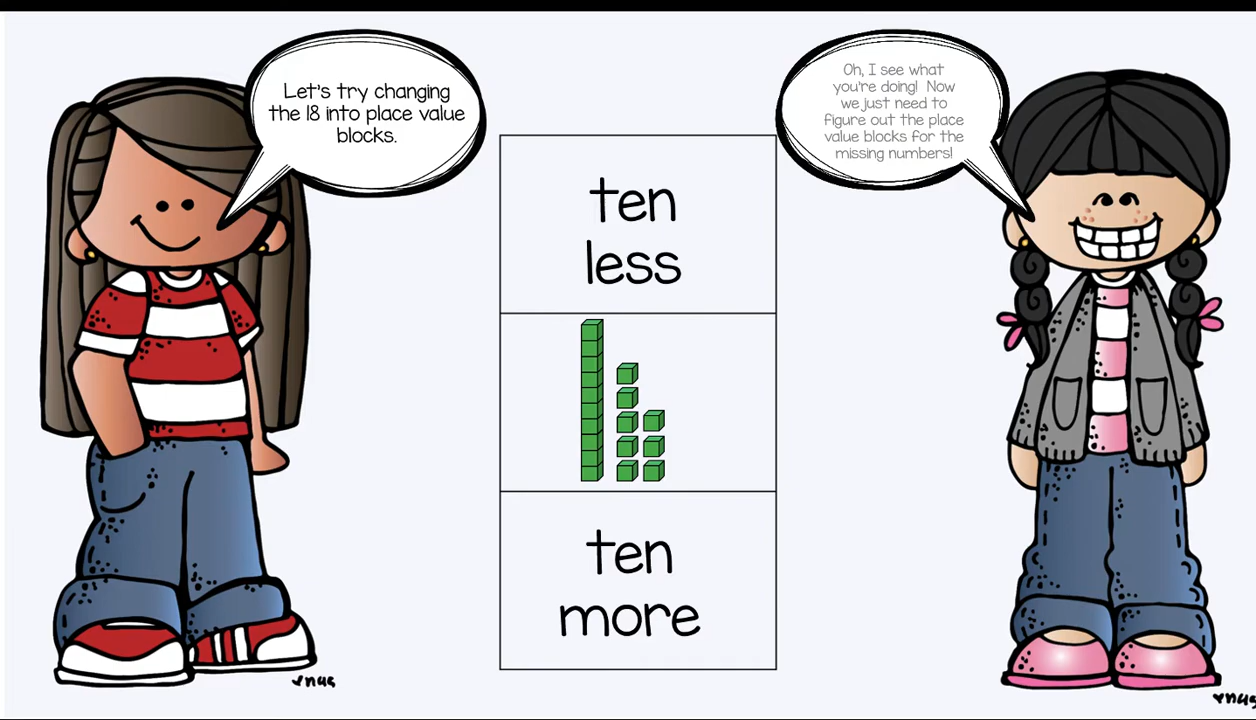 Let's try changing
the 18 into place value
blocks.
Oh, I see what
you're doing! Now
we just need to
figure out the place
value blocks for the
missing numbers!
ten
less
ten
more